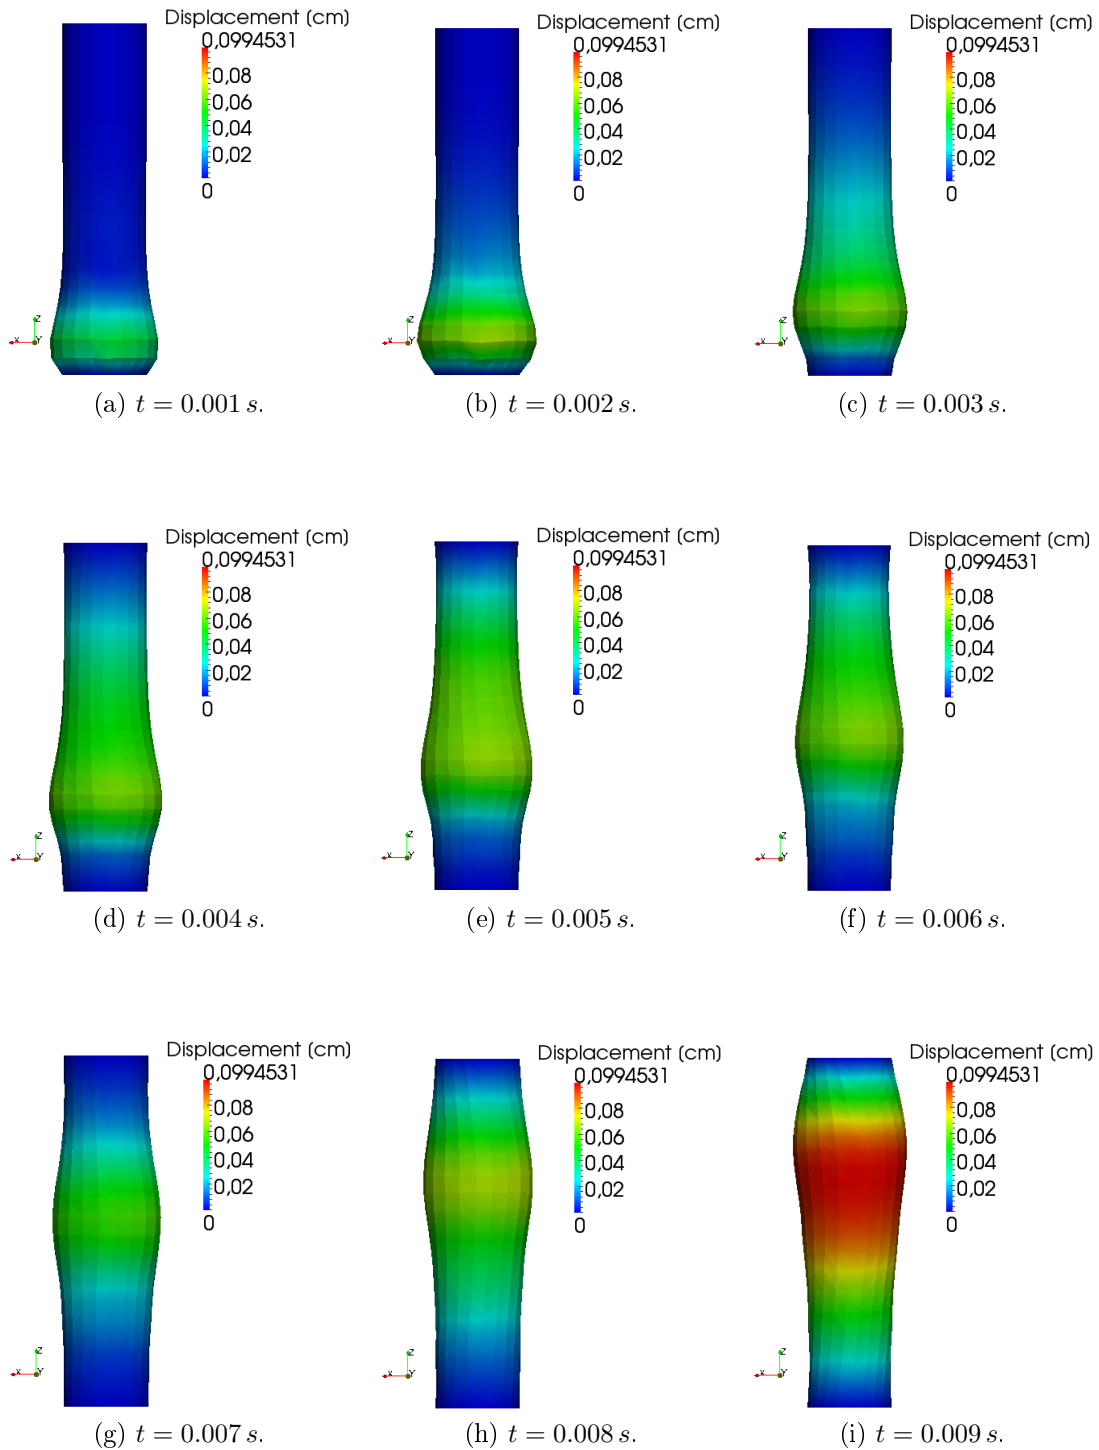 Displacement (cm)
0,0994531
0,08
0,06
0,04
0,02
0
Z
X
Y
(a) t = 0.001 s.
Displacement (cm)
0,0994531
0,08
0,06
0,04
0,02
0
Z
X
Y
(b) t = 0.002 s.
Displacement (cm)
0,0994531
0,08
0,06
0,04
0,02
0
Z
X
Y
(c) t = 0.003 s.
Displacement (cm)
0,0994531
0,08
0,06
0,04
0,02
0
Z
X
Y
(d) t = 0.004 s.
Displacement (cm)
0,0994531
0,08
0,06
0,04
0,02
0
Z
X
Y
(e) t = 0.005 s.
Displacement (cm)
0,0994531
0,08
0,06
0,04
0,02
0
Z
X
Y
(f) t = 0.006 s.
Displacement (cm)
0,0994531
0,08
0,06
0,04
0,02
0
Z
X
Y
(g) t = 0.007 s.
Displacement (cm)
0,0994531
0,08
0,06
0,04
0,02
0
Z
X
Y
(h) t = 0.008 s.
Displacement (cm)
0,0994531
0,08
0,06
0,04
0,02
0
Z
X
Y
(i) t = 0.009 s.